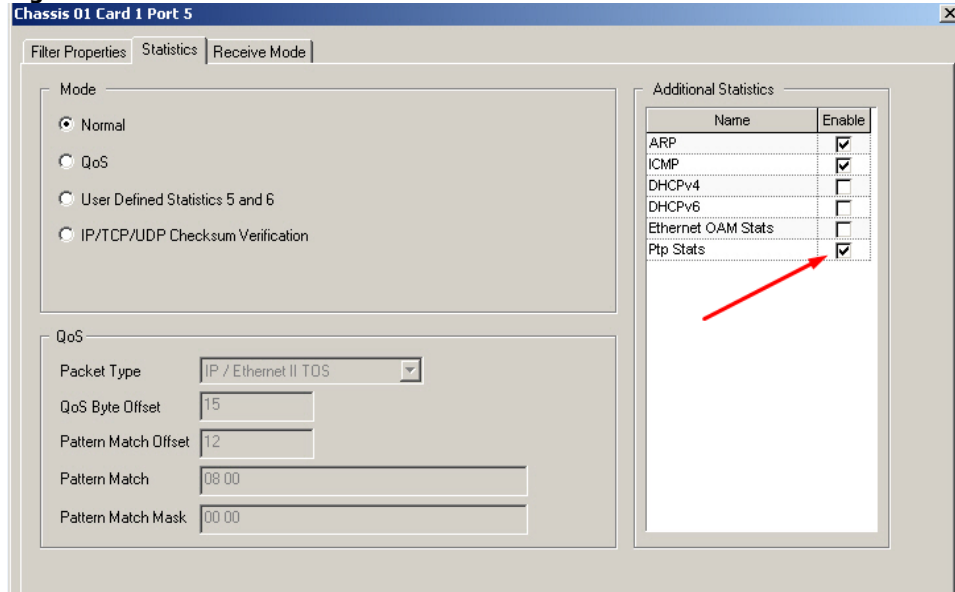 Chassis 01 Card 1 Port 5
Filter Properties Statistics Receive Mode
Mode
Normal
QoS
User Defined Statistics 5 and 6
IP/TCP/UDP Checksum Verification
QoS
Packet Type IP / Ethernet II TOS
QoS Byte Offset 15
Pattern Match Offset 12
Pattern Match 08 00
Pattern Match Mask 00 00
Additional Statistics
Name Enable
ARP
ICMP
DHCPv4
DHCPv6
Ethernet OAM Stats
Ptp Stats